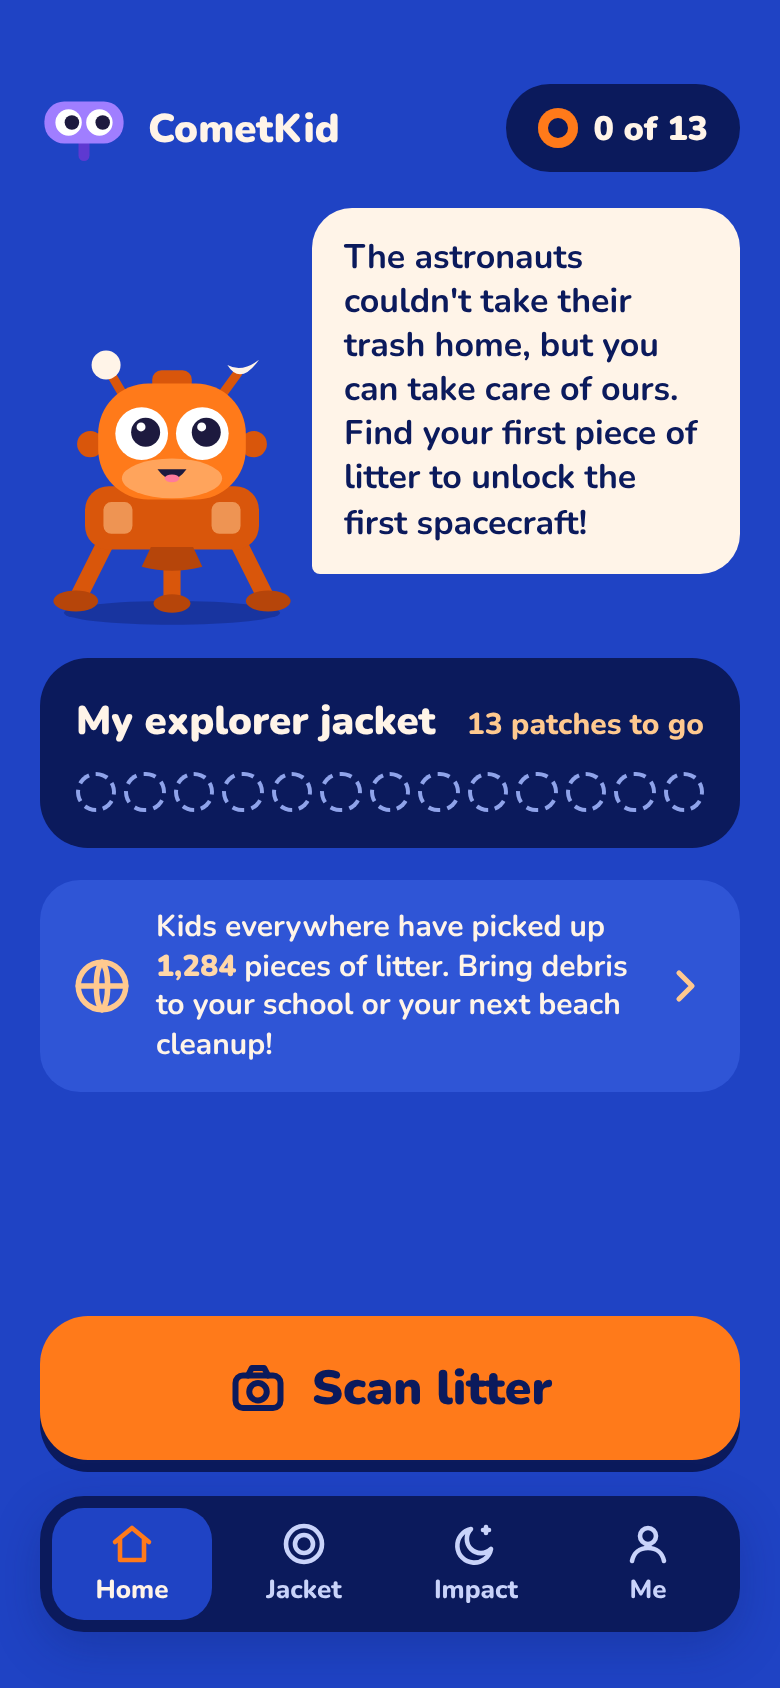 CometKid
0 of 13
The astronauts
couldn't take their
trash home, but you
can take care of ours.
Find your first piece of
litter to unlock the
first spacecraft!
My explorer jacket
13 patches to go
Kids everywhere have picked up
1,284 pieces of litter. Bring debris
to your school or your next beach
cleanup!
Scan litter
Home
Jacket
Impact
Me